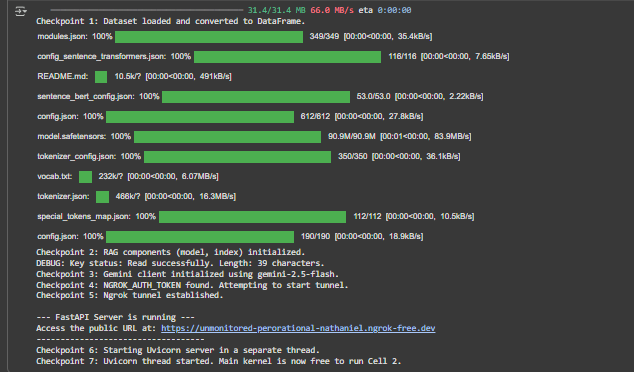 31.4/31.4 MB 66.0 MB/s eta 0:00:00
Checkpoint 1: Dataset loaded and converted to DataFrame.
modules.json: 100% 349/349 [00:00<00:00, 35.4kB/s]
config_sentence_transformers.json: 100% 116/116 [00:00<00:00, 7.65kB/s]
README.md: 10.5k/? [00:00<00:00, 491kB/s]
sentence_bert_config.json: 100% 53.0/53.0 [00:00<00:00, 2.22kB/s]
config.json: 100% 612/612 [00:00<00:00, 27.8kB/s]
model.safetensors: 100% 90.9M/90.9M [00:01<00:00, 83.9MB/s]
tokenizer_config.json: 100% 350/350 [00:00<00:00, 36.1kB/s]
vocab.txt: 232k/? [00:00<00:00, 6.07MB/s]
tokenizer.json: 466k/? [00:00<00:00, 16.3MB/s]
special_tokens_map.json: 100% 112/112 [00:00<00:00, 10.5kB/s]
config.json: 100% 190/190 [00:00<00:00, 18.9kB/s]
Checkpoint 2: RAG components (model, index) initialized.
DEBUG: Key status: Read successfully. Length: 39 characters.
Checkpoint 3: Gemini client initialized using gemini-2.5-flash.
Checkpoint 4: NGROK_AUTH_TOKEN found. Attempting to start tunnel.
Checkpoint 5: Ngrok tunnel established.
--- FastAPI Server is running ---
Access the public URL at: https://unmonitored-perorational-nathaniel.ngrok-free.dev
---------------------------------
Checkpoint 6: Starting Uvicorn server in a separate thread.
Checkpoint 7: Uvicorn thread started. Main kernel is now free to run Cell 2.